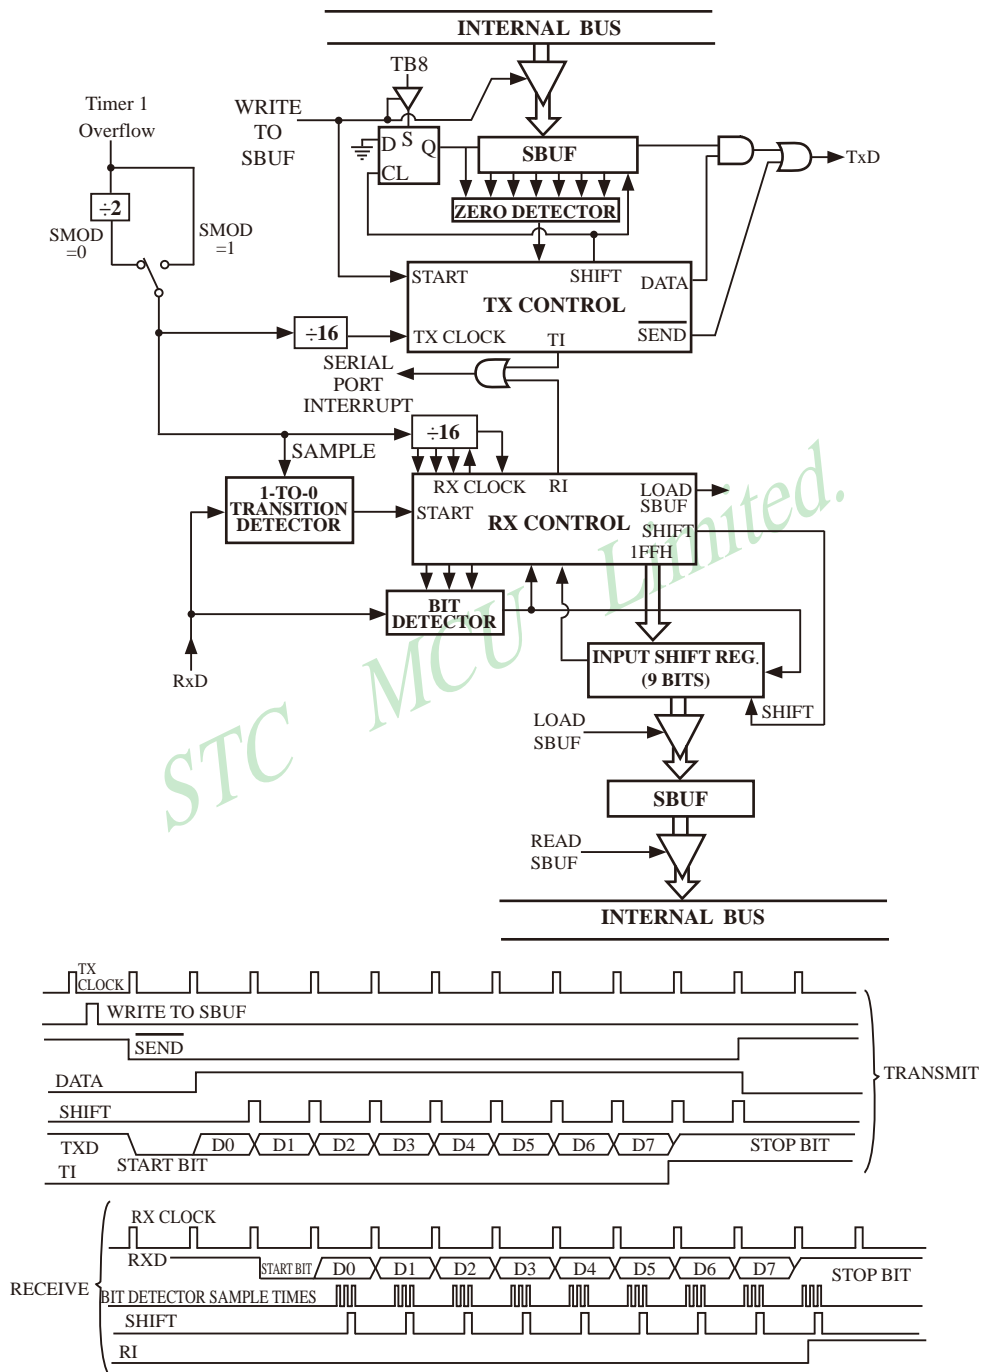 INTERNAL BUS
TB8
Timer 1
Overflow
WRITE
TO
SBUF
D S Q
CL
SBUF
TxD
÷2
ZERO DETECTOR
SMOD
=0
SMOD
=1
START
SHIFT
DATA
TX CONTROL
÷16
TX CLOCK
TI
SEND
SERIAL
PORT
INTERRUPT
÷16
SAMPLE
1-TO-0
TRANSITION
DETECTOR
RX CLOCK
RI
LOAD
SBUF
START
RX CONTROL
SHIFT
1FFH
BIT
DETECTOR
RxD
INPUT SHIFT REG.
(9 BITS)
SHIFT
LOAD
SBUF
SBUF
READ
SBUF
INTERNAL BUS
STC MCU Limited.
TX
CLOCK
WRITE TO SBUF
SEND
DATA
TRANSMIT
SHIFT
TXD
START BIT
D0 D1 D2 D3 D4 D5 D6 D7
STOP BIT
TI
RX CLOCK
RXD
START BIT
D0 D1 D2 D3 D4 D5 D6 D7
STOP BIT
RECEIVE
BIT DETECTOR SAMPLE TIMES
SHIFT
RI